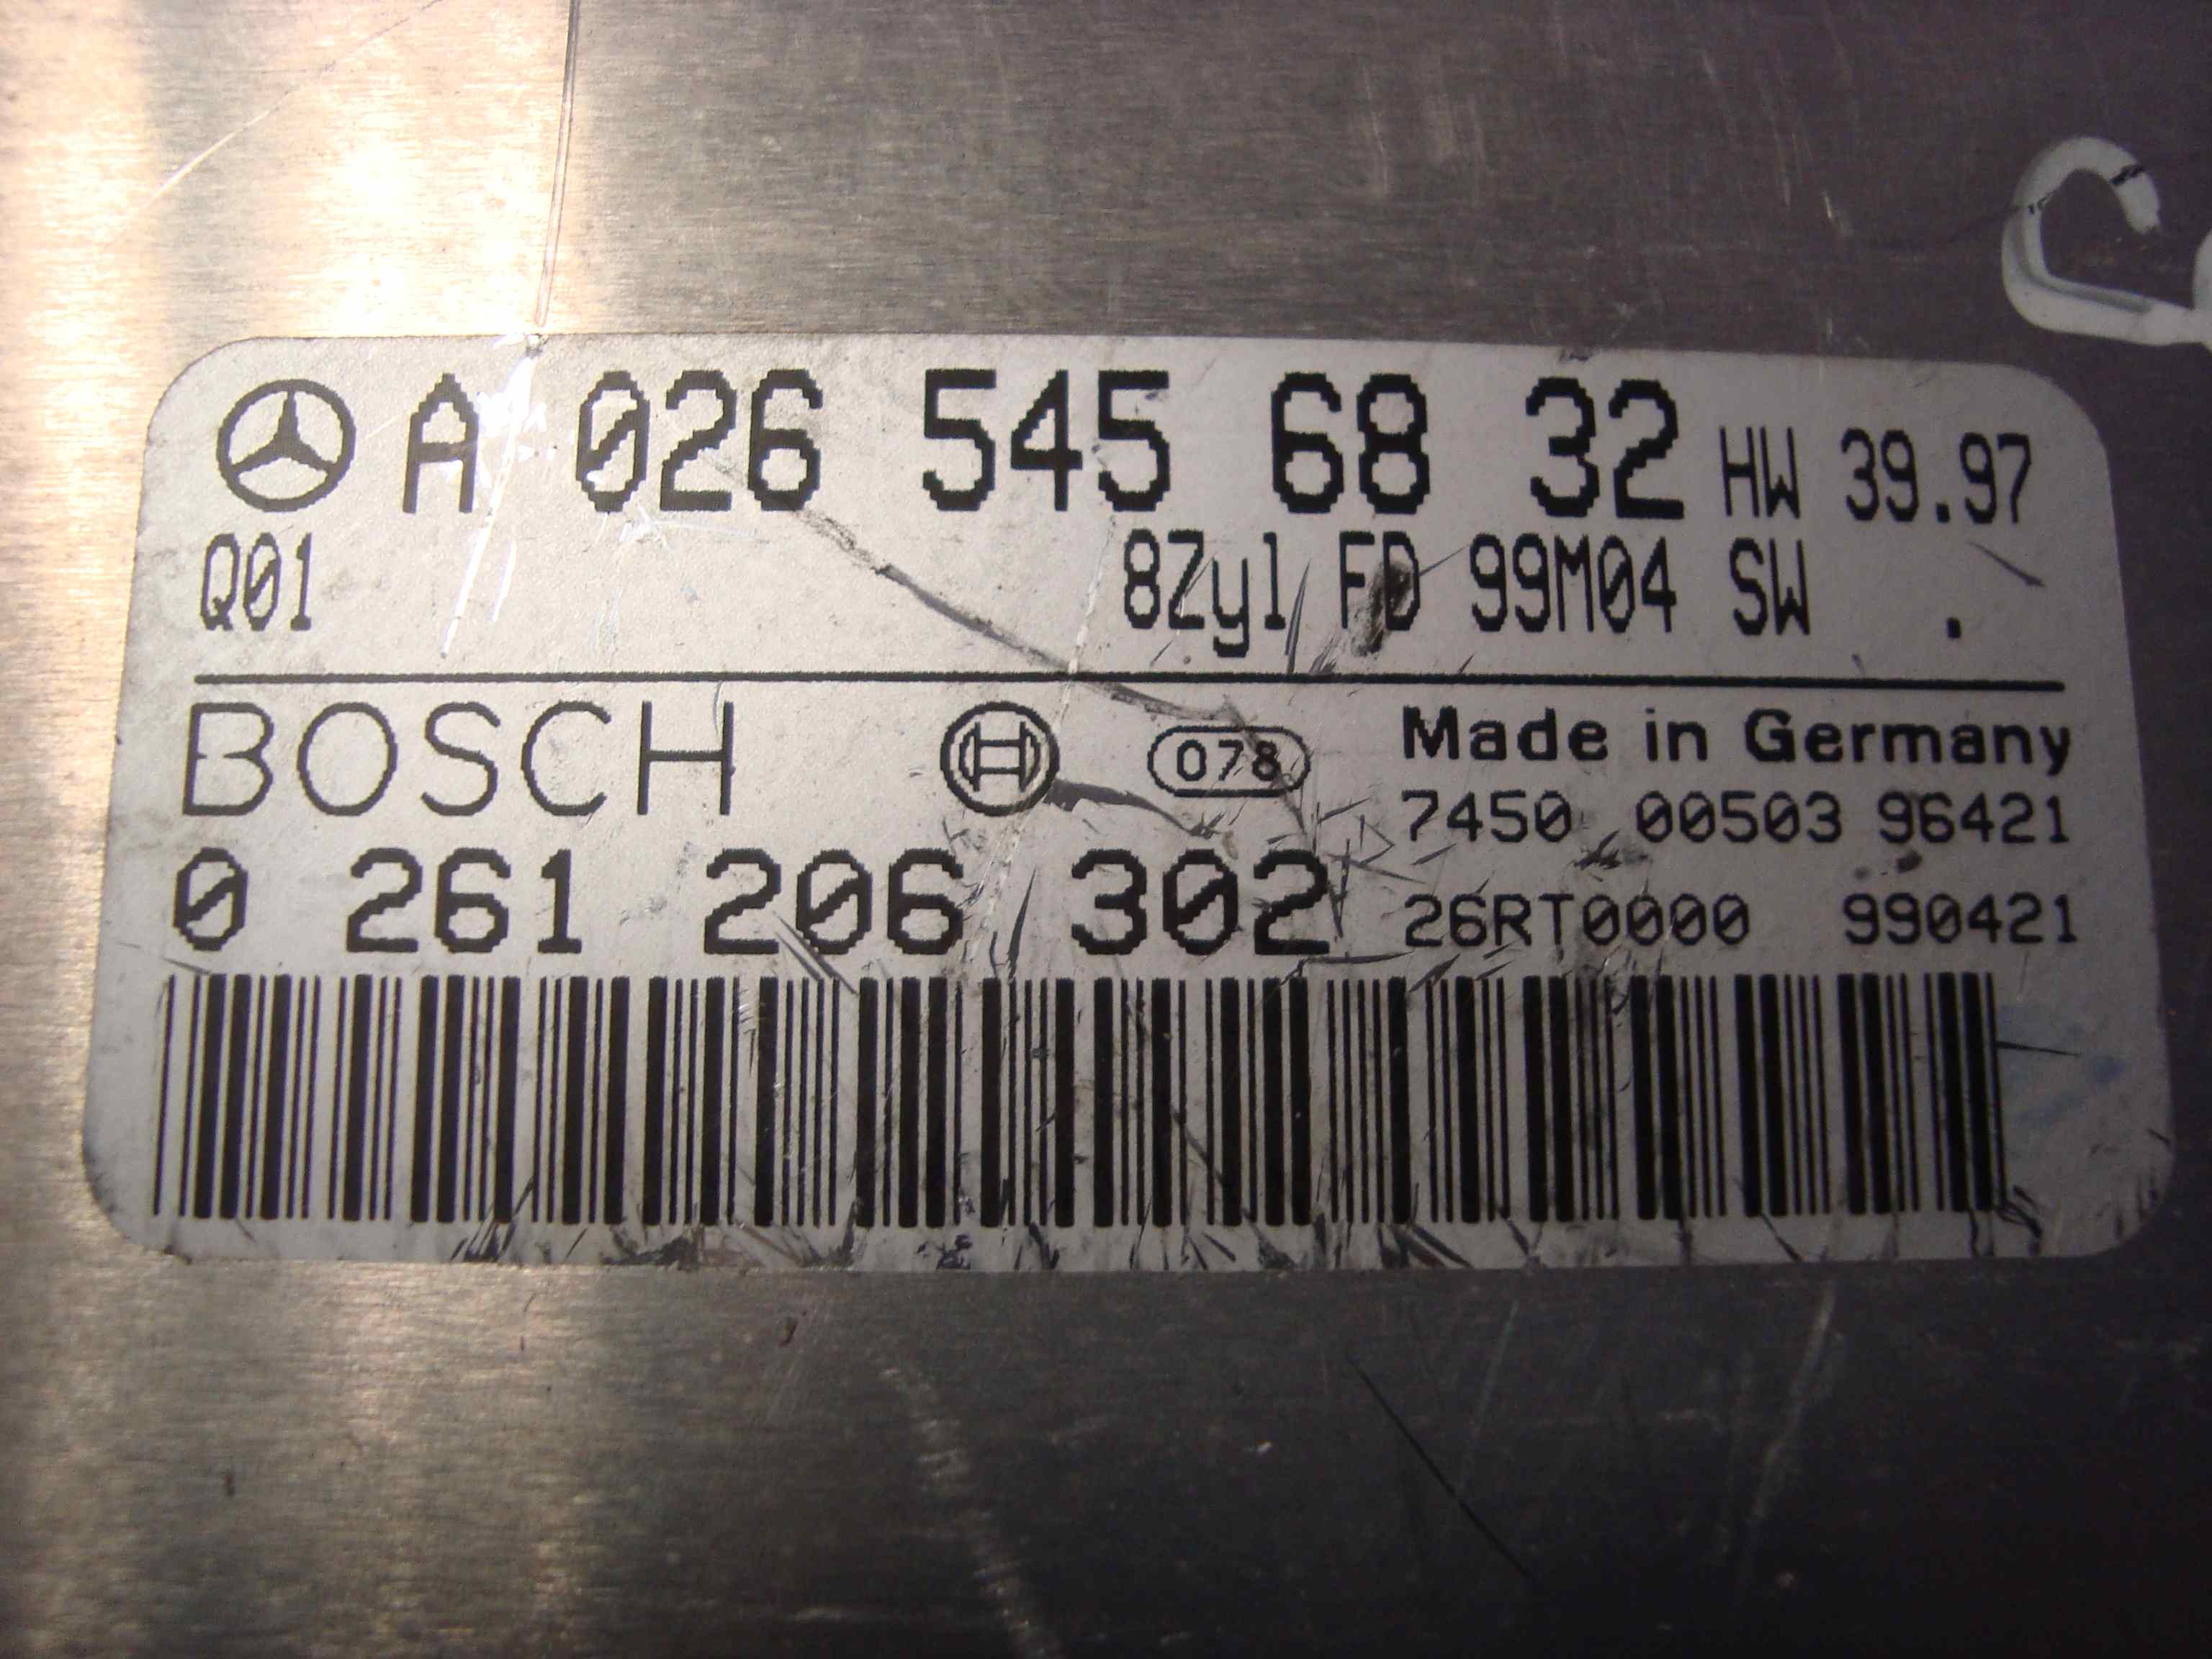 A 026 545 68 32 HW 39.97
Q01 8Zyl FD 99M04 SW .
BOSCH 078 Made in Germany
7450 00503 96421
0 261 206 302 26RT0000 990421